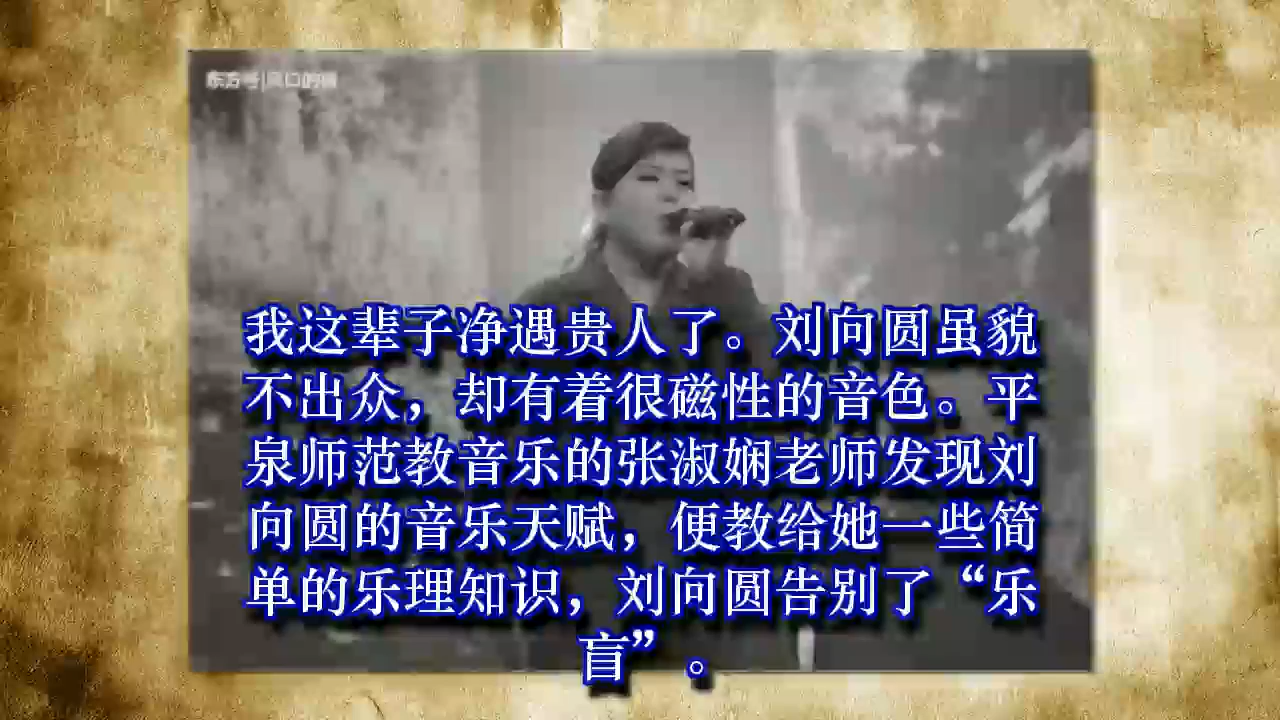 我这辈子净遇贵人了。刘向圆虽貌
不出众，却有着很磁性的音色。平
泉师范教音乐的张淑娴老师发现刘
向圆的音乐天赋，便教给她一些简
单的乐理知识，刘向圆告别了“乐
盲”。